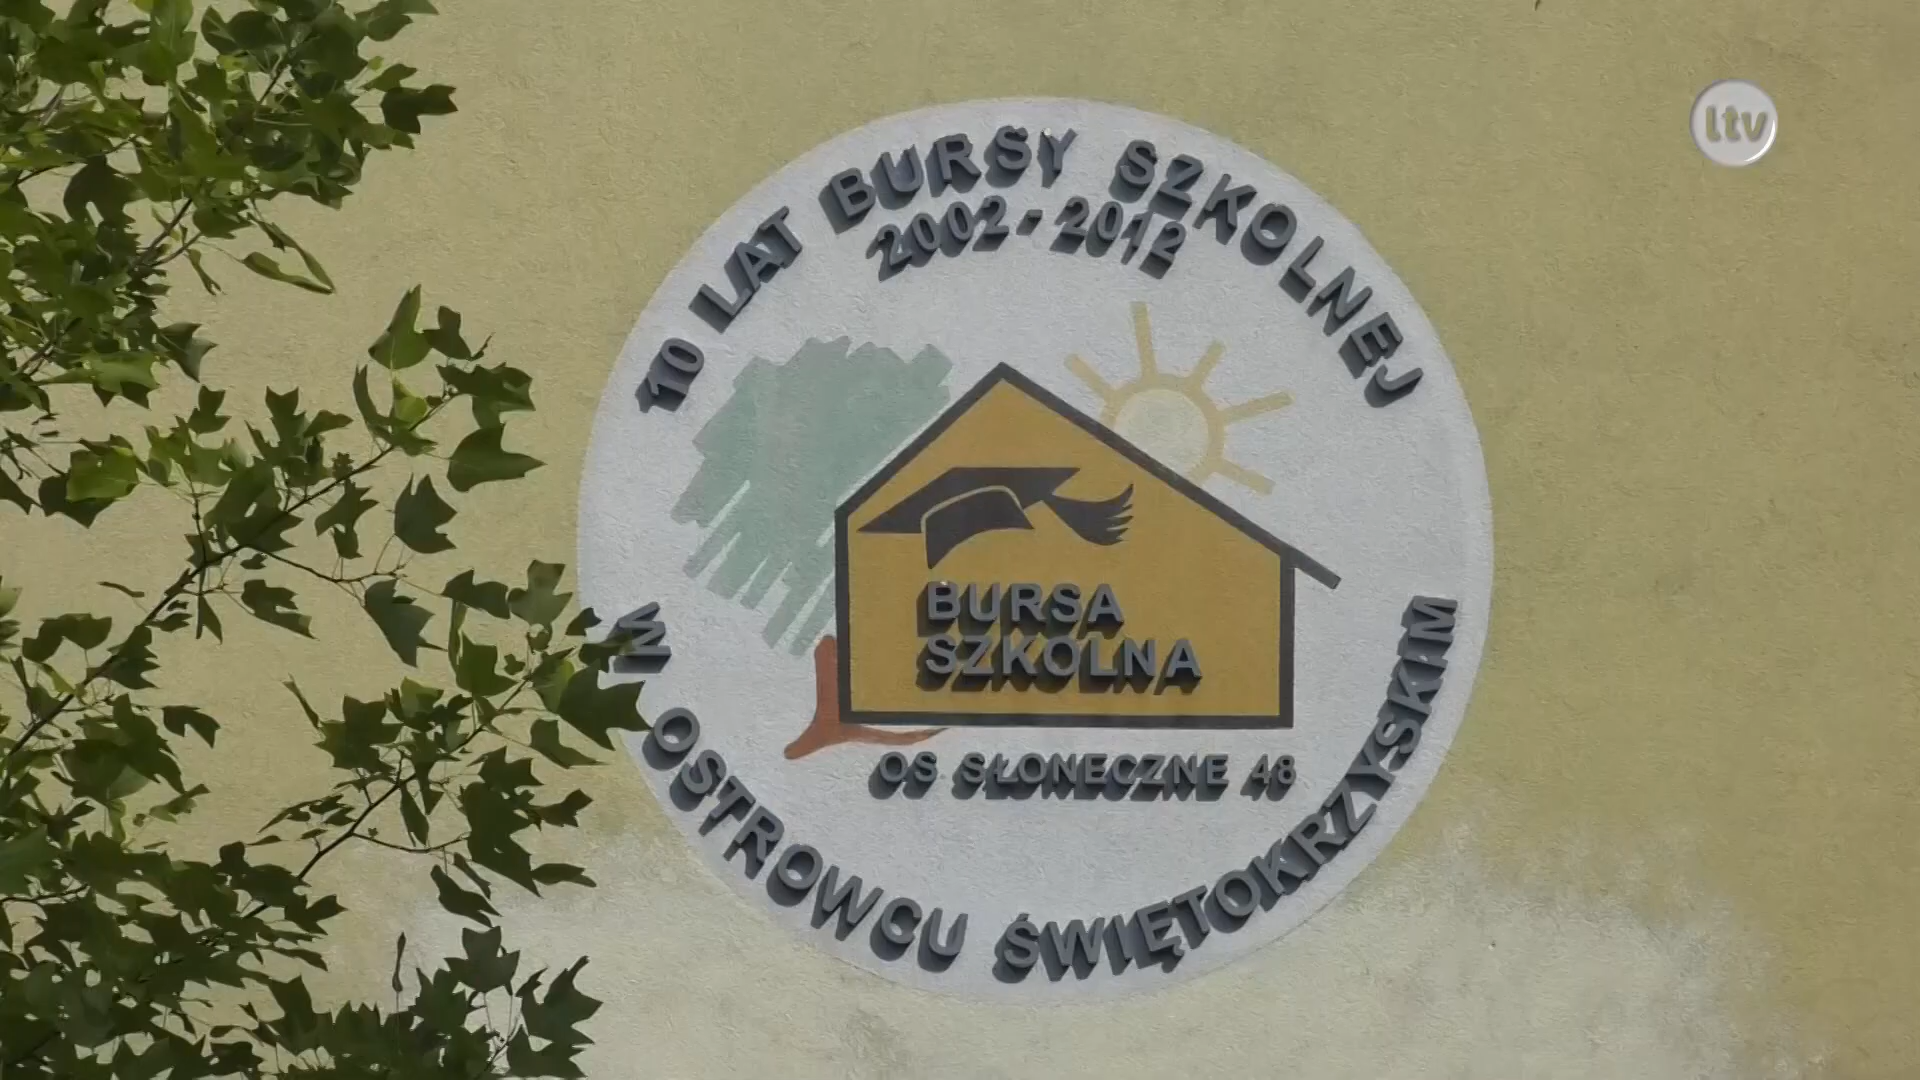 ltv
10 LAT BURSY SZKOLNEJ
2002 - 2012
BURSA
SZKOLNA
OS SŁONECZNE 48
W OSTROWCU ŚWIĘTOKRZYSKIM